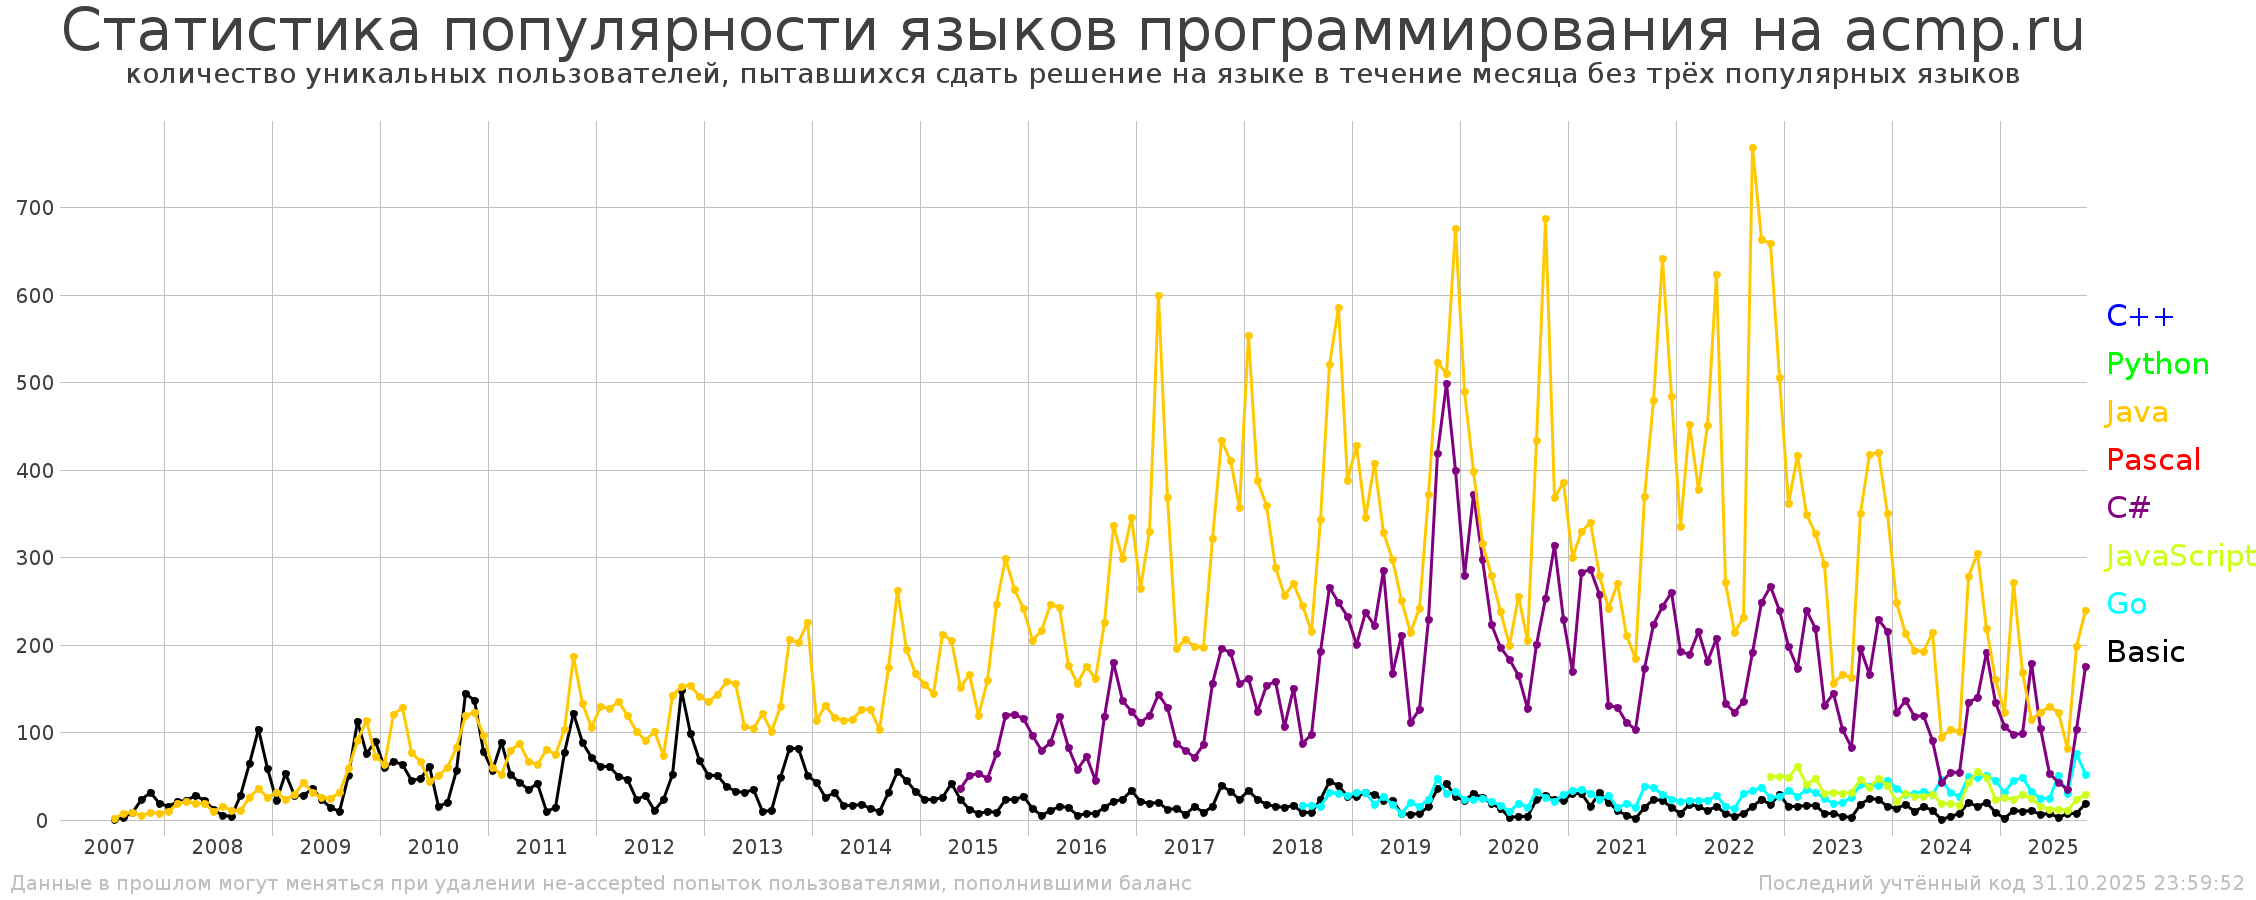 Статистика популярности языков программирования на acmp.ru
количество уникальных пользователей, пытавшихся сдать решение на языке в течение месяца без трёх популярных языков
700
600
500
400
300
200
100
0
C++
Python
Java
Pascal
C#
JavaScript
Go
Basic
2007 2008 2009 2010 2011 2012 2013 2014 2015 2016 2017 2018 2019 2020 2021 2022 2023 2024 2025
Данные в прошлом могут меняться при удалении не-accepted попыток пользователями, пополнившими баланс
Последний учтённый код 31.10.2025 23:59:52